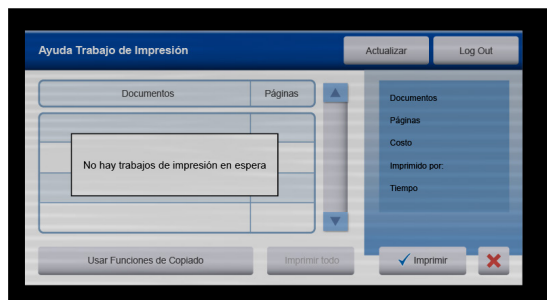 Ayuda Trabajo de Impresión
Actualizar
Log Out
Documentos
Páginas
No hay trabajos de impresión en espera
Documentos
Páginas
Costo
Imprimido por:
Tiempo
Usar Funciones de Copiado
Imprimir todo
Imprimir